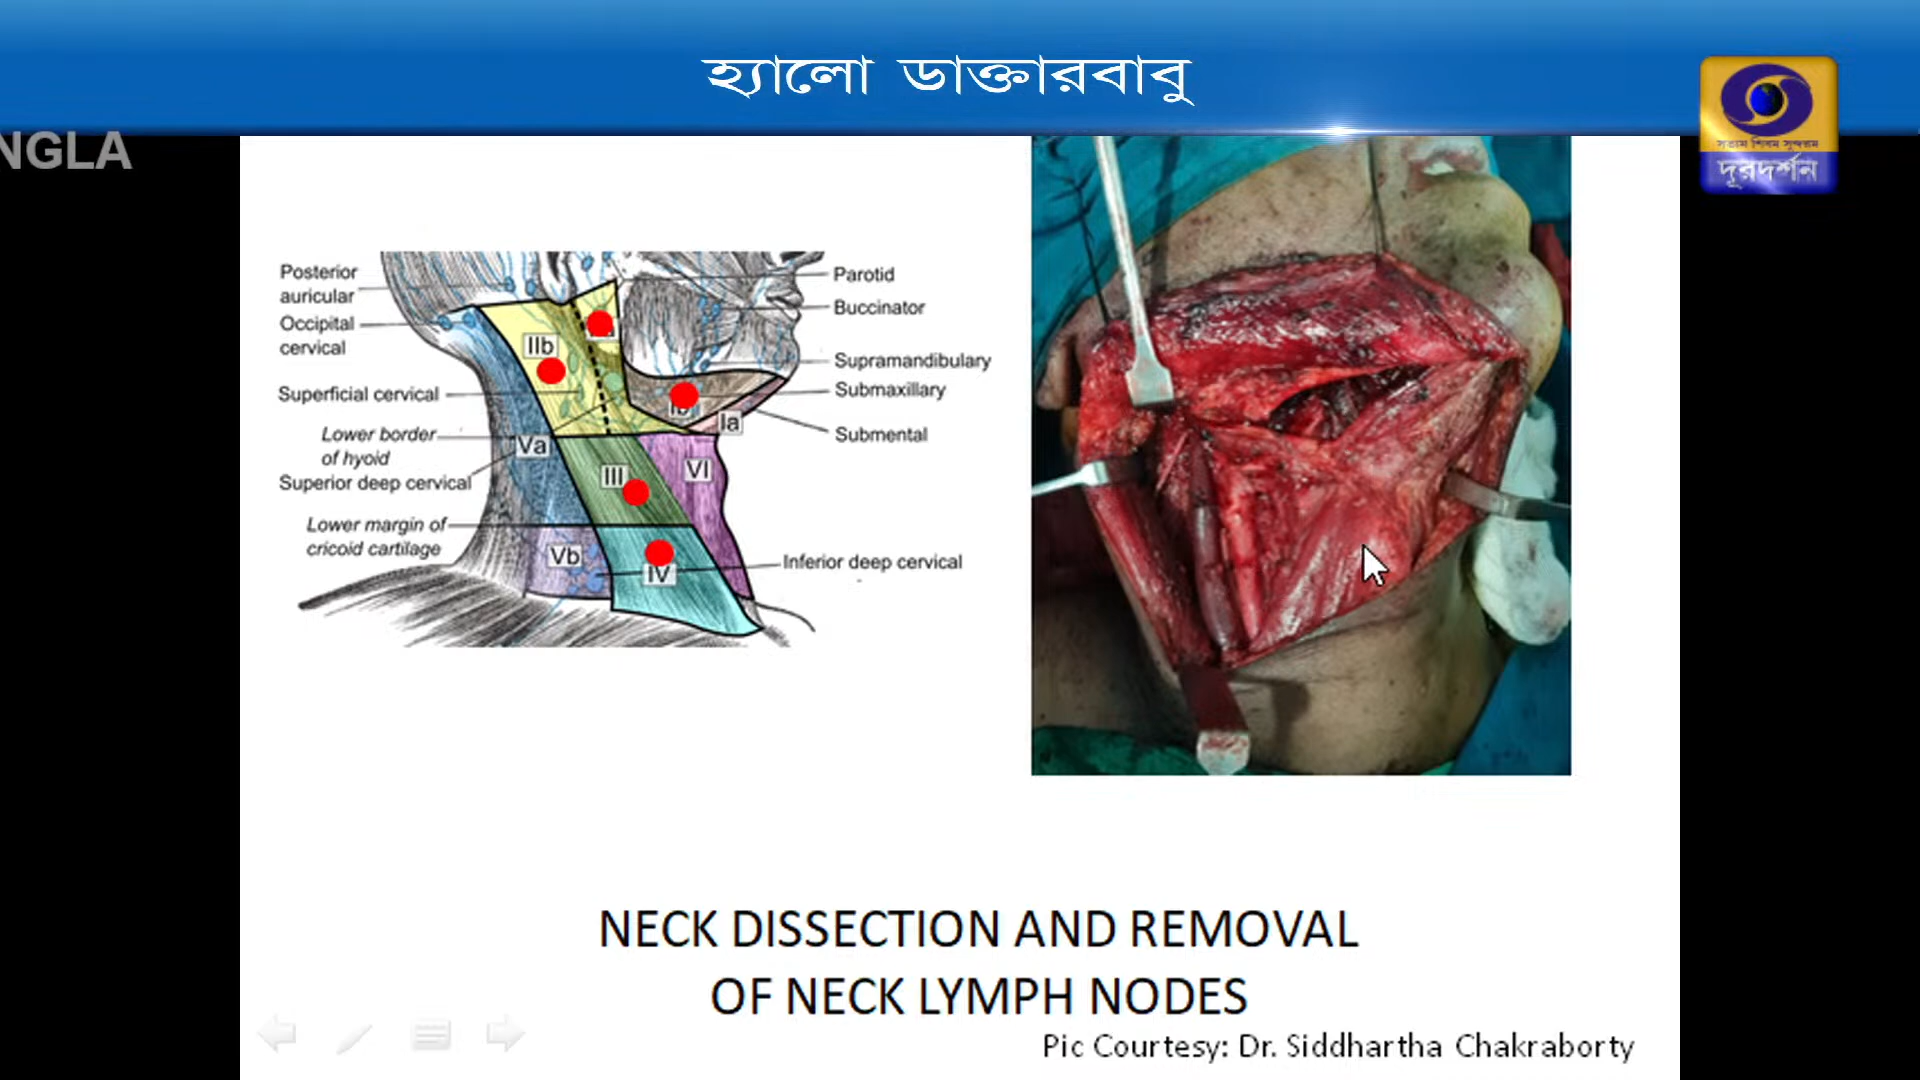 হ্যালো ডাক্তারবাবু
NGLA
সত্যম শিবম সুন্দরম
দূরদর্শন
Posterior
auricular
Occipital
cervical
Superficial cervical
Lower border
of hyoid
Superior deep cervical
Lower margin of
cricoid cartilage
Parotid
Buccinator
Supramandibulary
Submaxillary
Submental
Inferior deep cervical
IIb
Ia
Va
III
VI
Vb
IV
NECK DISSECTION AND REMOVAL
OF NECK LYMPH NODES
Pic Courtesy: Dr. Siddhartha Chakraborty